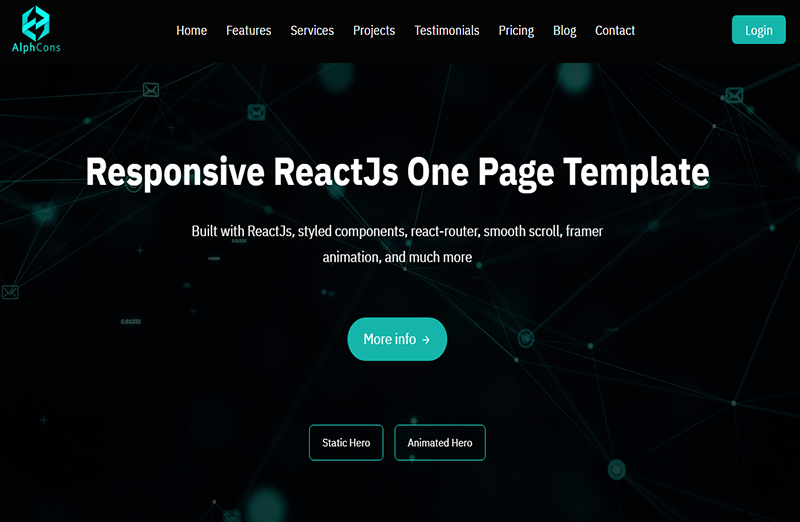 AlphCons
Home Features Services Projects Testimonials Pricing Blog Contact
Login
Responsive ReactJs One Page Template
Built with ReactJs, styled components, react-router, smooth scroll, framer
animation, and much more
More info →
Static Hero
Animated Hero